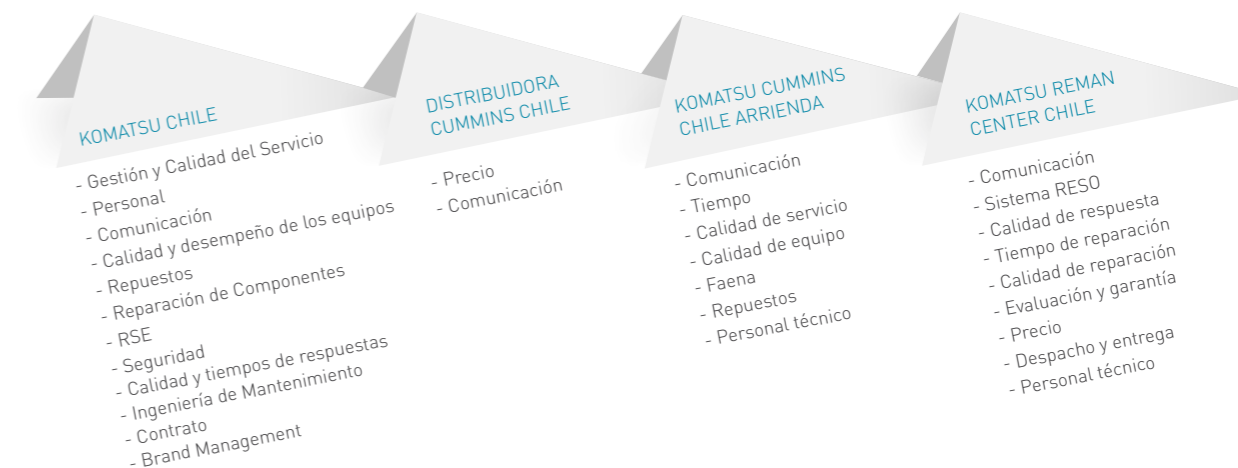 KOMATSU CHILE
- Gestión y Calidad del Servicio
- Personal
- Comunicación
- Calidad y desempeño de los equipos
- Repuestos
- Reparación de Componentes
- RSE
- Seguridad
- Calidad y tiempos de respuestas
- Ingeniería de Mantenimiento
- Contrato
- Brand Management
DISTRIBUIDORA
CUMMINS CHILE
- Precio
- Comunicación
KOMATSU CUMMINS
CHILE ARRIENDA
- Comunicación
- Tiempo
- Calidad de servicio
- Calidad de equipo
- Faena
- Repuestos
- Personal técnico
KOMATSU REMAN
CENTER CHILE
- Comunicación
- Sistema RESO
- Calidad de respuesta
- Tiempo de reparación
- Calidad de reparación
- Evaluación y garantía
- Precio
- Despacho y entrega
- Personal técnico